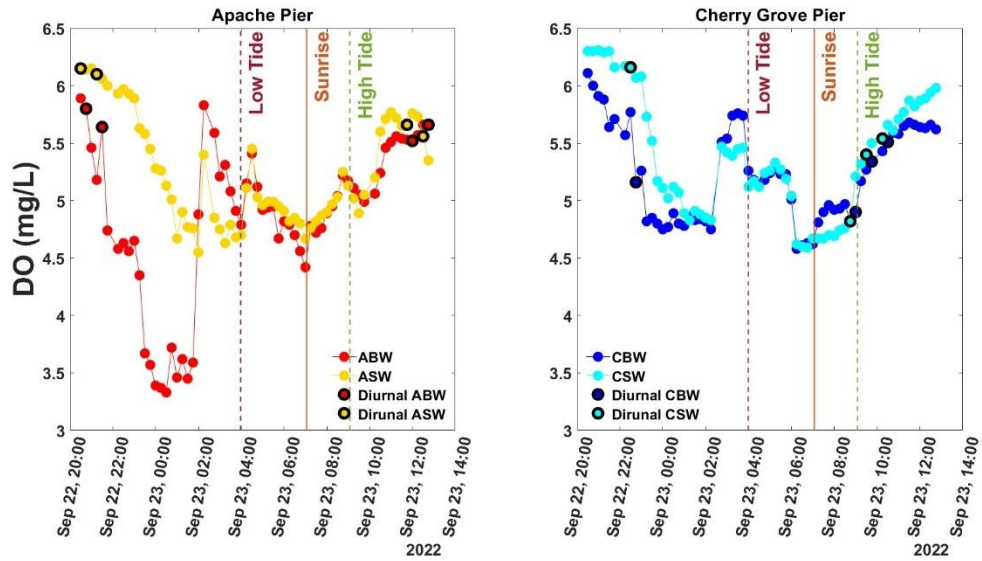 Apache Pier
DO (mg/L)
6.5
6
5.5
5
4.5
4
3.5
3
Low Tide
Sunrise
High Tide
ABW
ASW
Diurnal ABW
Dirunal ASW
Sep 22, 20:00
Sep 22, 22:00
Sep 23, 00:00
Sep 23, 02:00
Sep 23, 04:00
Sep 23, 06:00
Sep 23, 08:00
Sep 23, 10:00
Sep 23, 12:00
Sep 23, 14:00
2022
Cherry Grove Pier
6.5
6
5.5
5
4.5
4
3.5
3
Low Tide
Sunrise
High Tide
CBW
CSW
Diurnal CBW
Dirunal CSW
Sep 22, 20:00
Sep 22, 22:00
Sep 23, 00:00
Sep 23, 02:00
Sep 23, 04:00
Sep 23, 06:00
Sep 23, 08:00
Sep 23, 10:00
Sep 23, 12:00
Sep 23, 14:00
2022